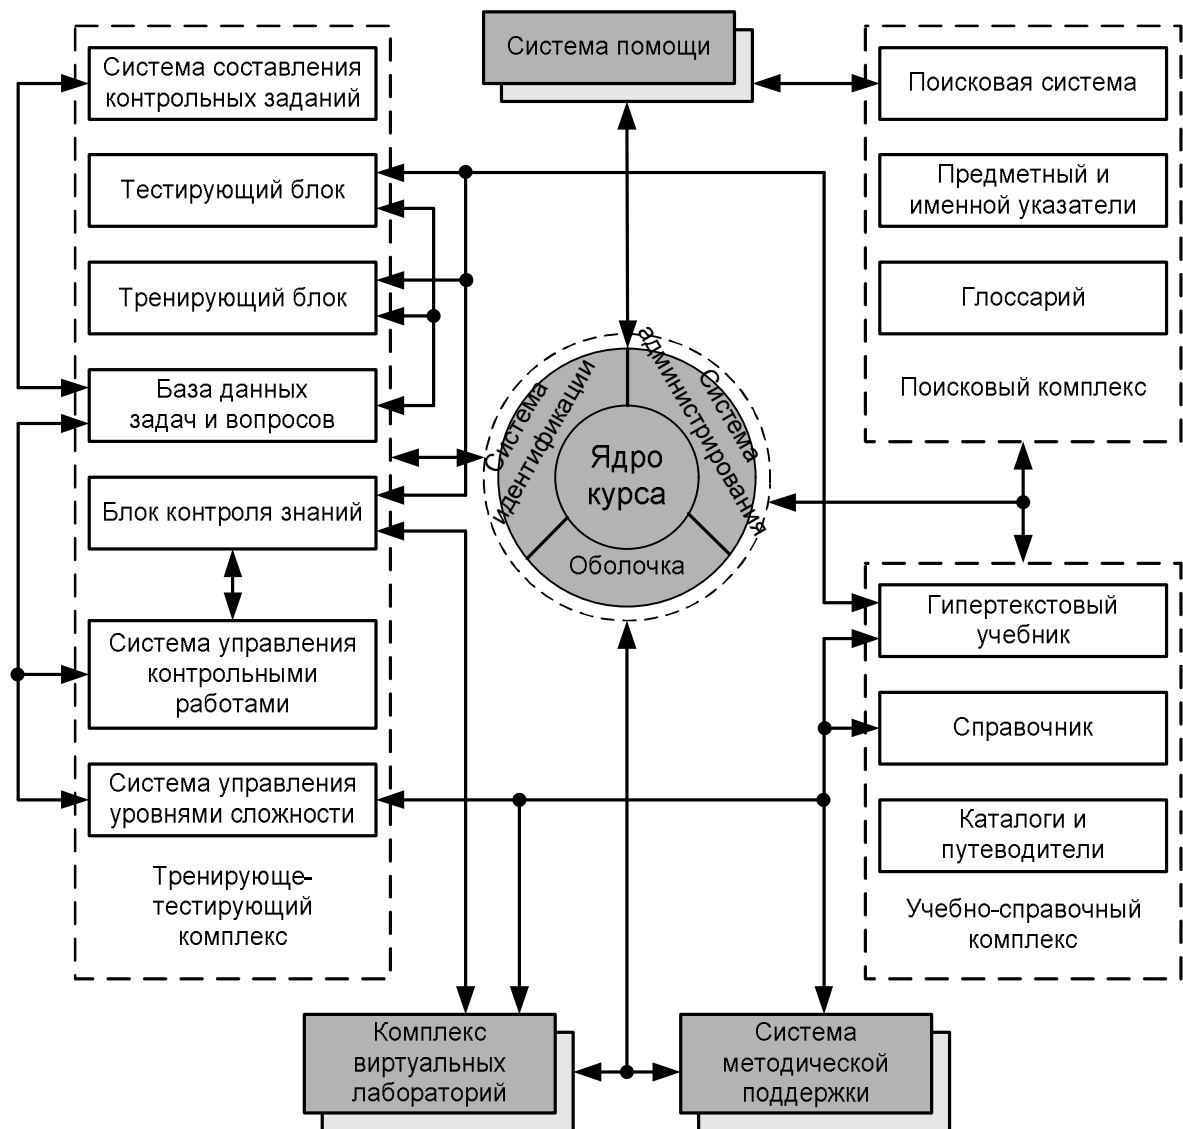 Система помощи
Система составления
контрольных заданий
Тестирующий блок
Тренирующий блок
База данных
задач и вопросов
Блок контроля знаний
Система управления
контрольными
работами
Система управления
уровнями сложности
Тренирующе-
тестирующий
комплекс
Система
идентификации
Система
администрирования
Ядро
курса
Оболочка
Поисковая система
Предметный и
именной указатели
Глоссарий
Поисковый комплекс
Гипертекстовый
учебник
Справочник
Каталоги и
путеводители
Учебно-справочный
комплекс
Комплекс
виртуальных
лабораторий
Система
методической
поддержки